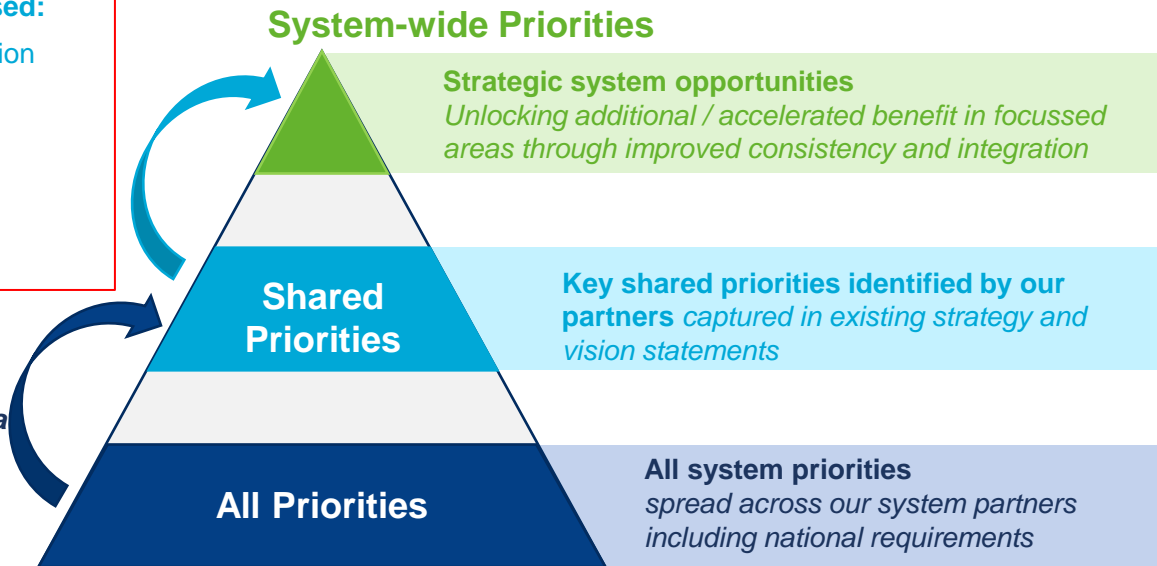 sed:
ion
System-wide Priorities
Strategic system opportunities
Unlocking additional / accelerated benefit in focussed
areas through improved consistency and integration
Shared
Priorities
Key shared priorities identified by our
partners captured in existing strategy and
vision statements
a
All Priorities
All system priorities
spread across our system partners
including national requirements